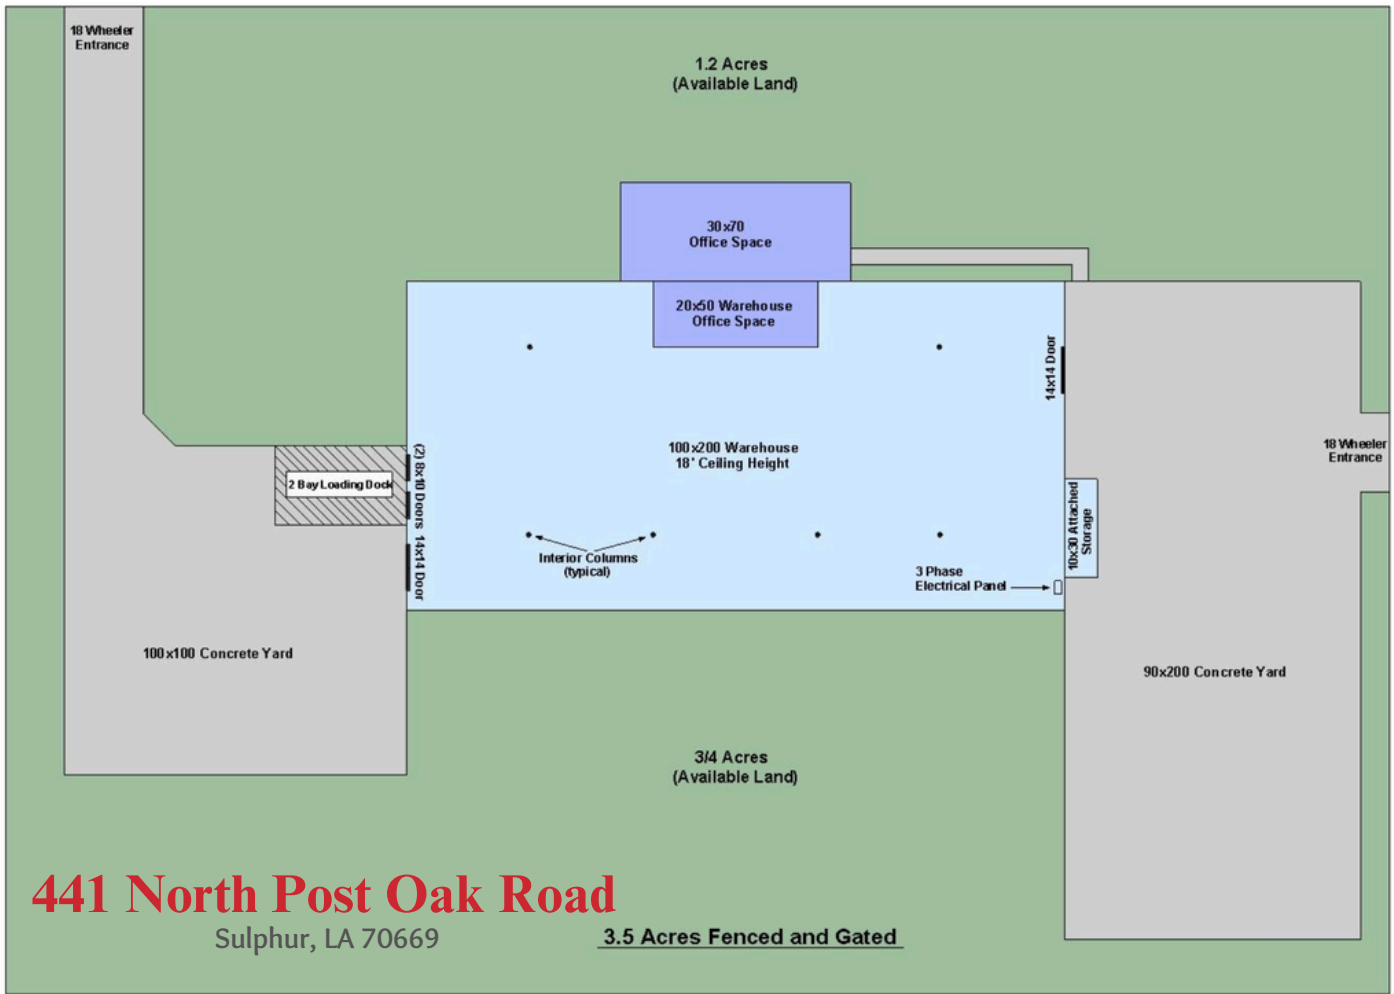 18 Wheeler
Entrance
1.2 Acres
(Available Land)
30x70
Office Space
20x50 Warehouse
Office Space
14x14 Door
100x200 Warehouse
18' Ceiling Height
18 Wheeler
Entrance
(2) 8x10 Doors
2 Bay Loading Dock
10x30 Attached
Storage
14x14 Door
Interior Columns
(typical)
3 Phase
Electrical Panel
100x100 Concrete Yard
90x200 Concrete Yard
3/4 Acres
(Available Land)
441 North Post Oak Road
Sulphur, LA 70669
3.5 Acres Fenced and Gated